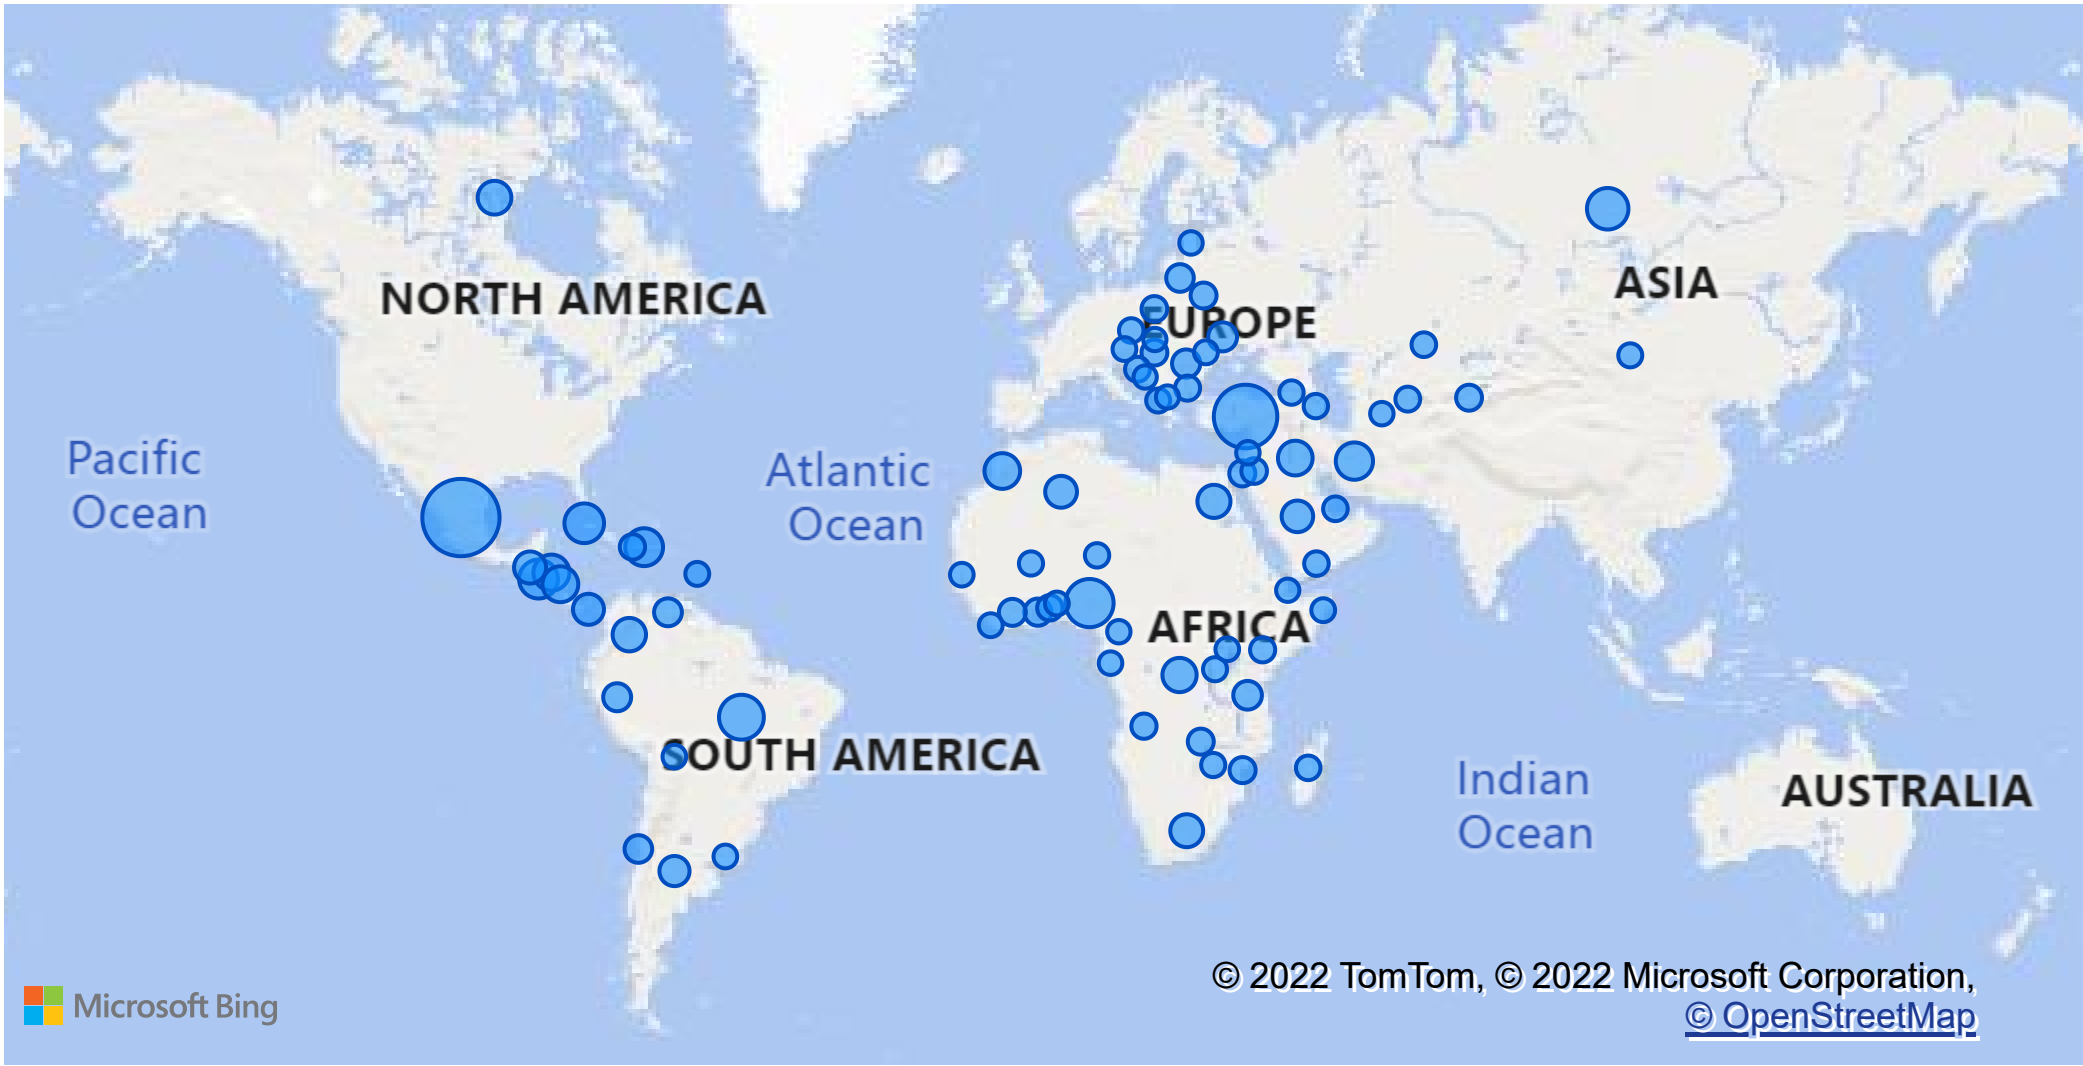 NORTH AMERICA
ASIA
EUROPE
Pacific
Ocean
Atlantic
Ocean
AFRICA
SOUTH AMERICA
Indian
Ocean
AUSTRALIA
© 2022 TomTom, © 2022 Microsoft Corporation,
© OpenStreetMap
Microsoft Bing